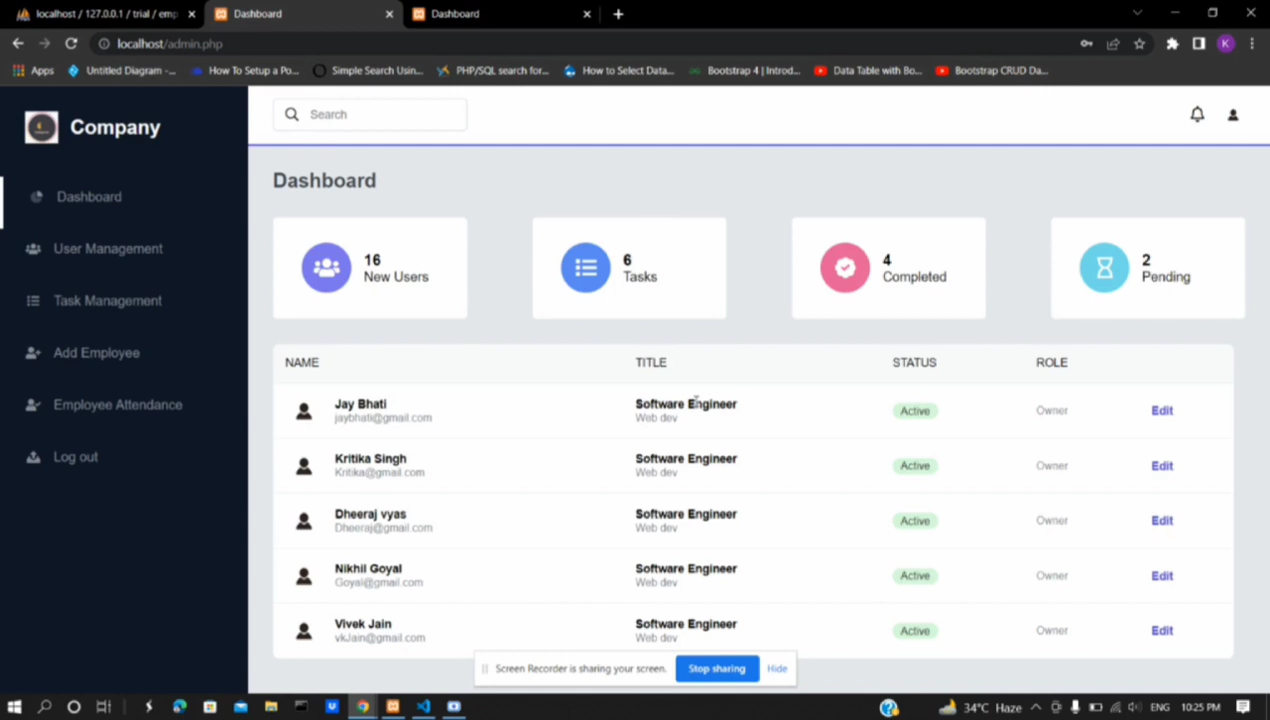 localhost / 127.0.0.1 / trial / emp
Dashboard
Dashboard
localhost/admin.php
K
Apps
Untitled Diagram -...
How To Setup a Po...
Simple Search Usin...
PHP/SQL search for...
How to Select Data...
Bootstrap 4 | Introd...
Data Table with Bo...
Bootstrap CRUD Da...
Company
Search
Dashboard
User Management
Task Management
Add Employee
Employee Attendance
Log out
Dashboard
16
New Users
6
Tasks
4
Completed
2
Pending
NAME TITLE STATUS ROLE
Jay Bhati Software Engineer Active Owner Edit
jaybhati@gmail.com Web dev
Kritika Singh Software Engineer Active Owner Edit
Kritika@gmail.com Web dev
Dheeraj vyas Software Engineer Active Owner Edit
Dheeraj@gmail.com Web dev
Nikhil Goyal Software Engineer Active Owner Edit
Goyal@gmail.com Web dev
Vivek Jain Software Engineer Active Owner Edit
vkJain@gmail.com Web dev
Screen Recorder is sharing your screen. Stop sharing Hide
34°C Haze ENG 10:25 PM